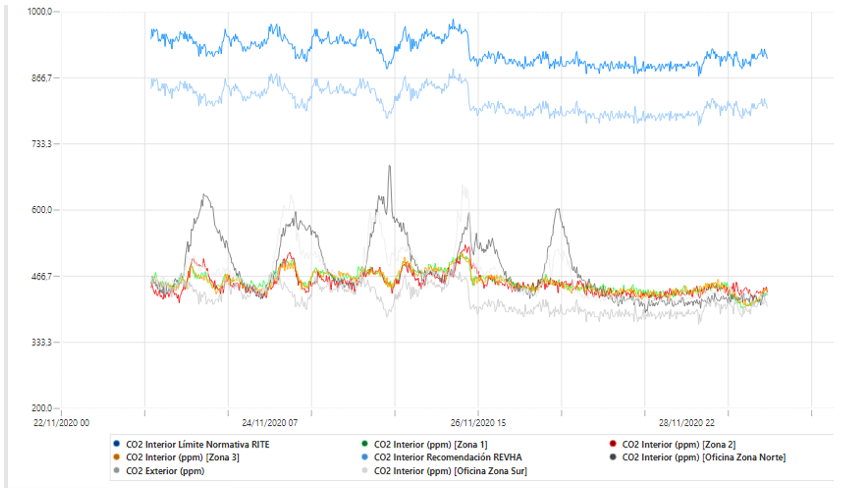 1000.0
866.7
733.3
600.0
466.7
333.3
200.0
22/11/2020 00 24/11/2020 07 26/11/2020 15 28/11/2020 22
CO2 Interior Límite Normativa RITE CO2 Interior (ppm) [Zona 1] CO2 Interior (ppm) [Zona 2]
CO2 Interior (ppm) [Zona 3] CO2 Interior Recomendación REVHA CO2 Interior (ppm) [Oficina Zona Norte]
CO2 Exterior (ppm) CO2 Interior (ppm) [Oficina Zona Sur]